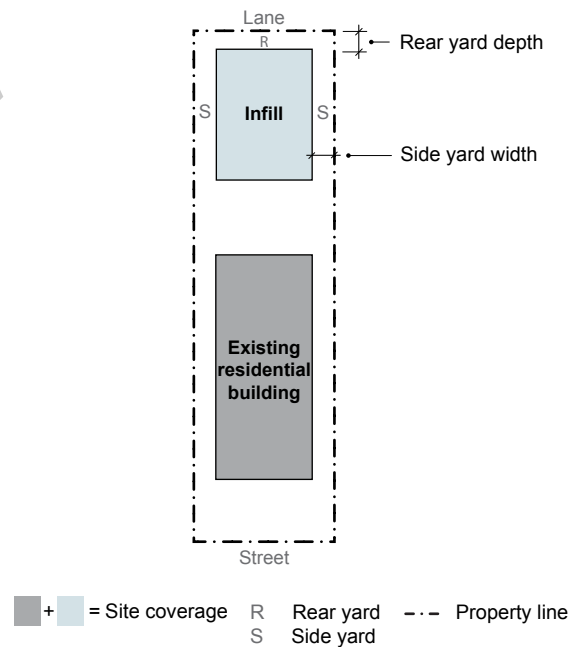 Lane
R
Rear yard depth
S
Infill
S
Side yard width
Existing
residential
building
Street
+ = Site coverage
R Rear yard
Property line
S Side yard